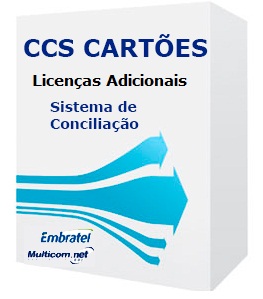 CCS CARTÕES
Licenças Adicionais
Sistema de
Conciliação
Embratel
Multicom.net